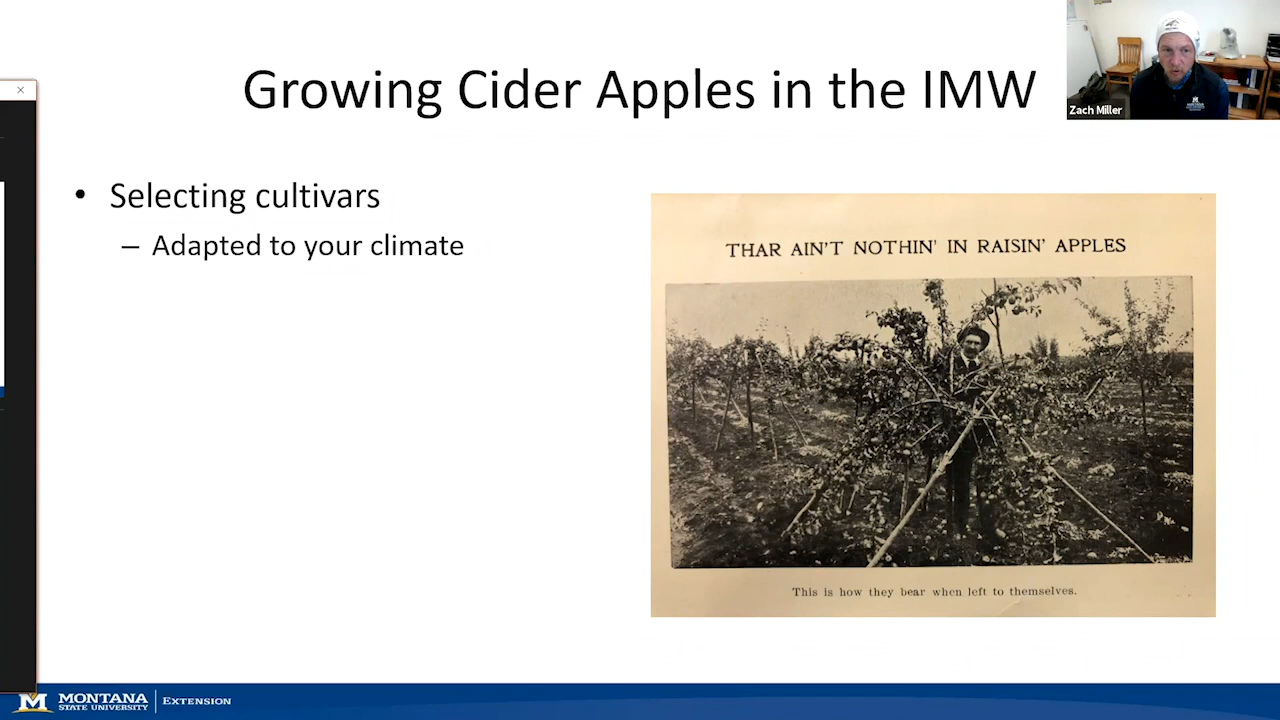 Growing Cider Apples in the IMW
Zach Miller
• Selecting cultivars
– Adapted to your climate
THAR AIN'T NOTHIN' IN RAISIN' APPLES
This is how they bear when left to themselves.
M MONTANA STATE UNIVERSITY | EXTENSION
MONTANA